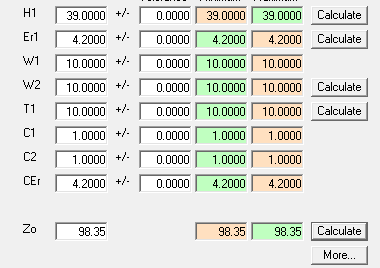 H1 39.0000 +/- 0.0000 39.0000 39.0000 Calculate
Er1 4.2000 +/- 0.0000 4.2000 4.2000 Calculate
W1 10.0000 +/- 0.0000 10.0000 10.0000
W2 10.0000 +/- 0.0000 10.0000 10.0000 Calculate
T1 10.0000 +/- 0.0000 10.0000 10.0000 Calculate
C1 1.0000 +/- 0.0000 1.0000 1.0000
C2 1.0000 +/- 0.0000 1.0000 1.0000
CEr 4.2000 +/- 0.0000 4.2000 4.2000
Zo 98.35 98.35 98.35 Calculate
More...